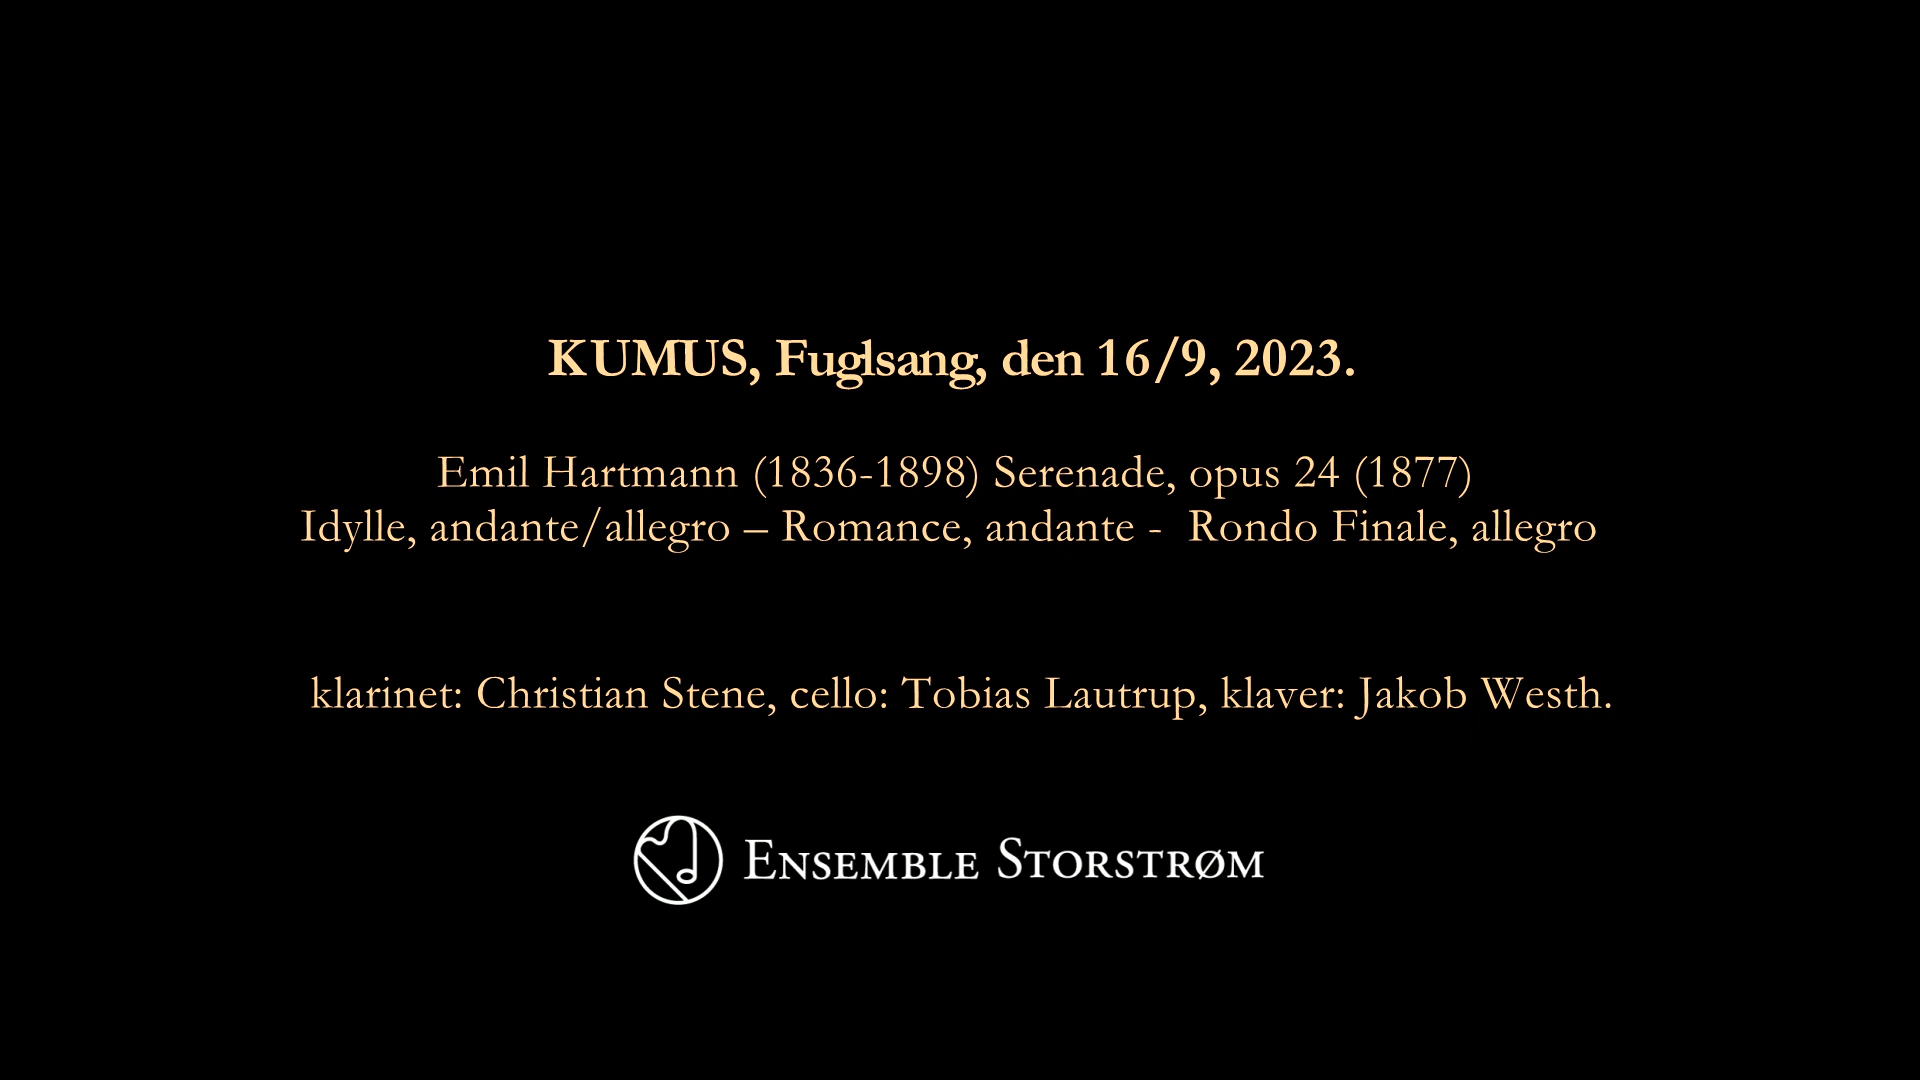 KUMUS, Fuglsang, den 16/9, 2023.
Emil Hartmann (1836-1898) Serenade, opus 24 (1877)
Idylle, andante/allegro – Romance, andante -  Rondo Finale, allegro
klarinet: Christian Stene, cello: Tobias Lautrup, klaver: Jakob Westh.
ENSEMBLE STORSTRØM